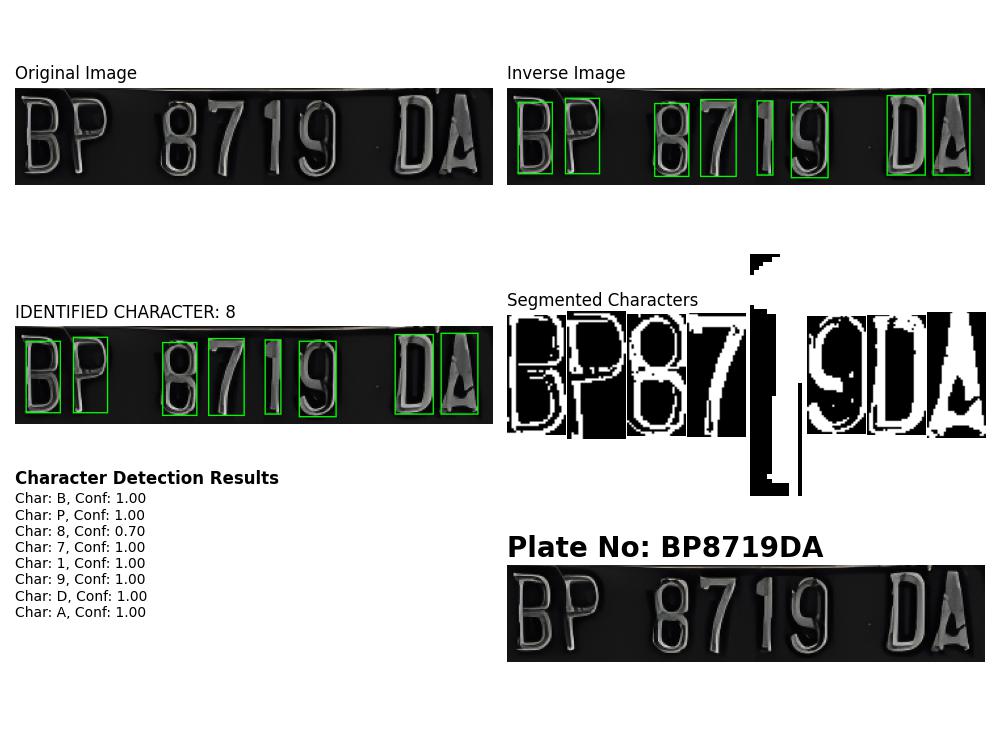 Original Image
BP 8719 DA
Inverse Image
BP 8719 DA
IDENTIFIED CHARACTER: 8
BP 8719 DA
Segmented Characters
BP8719DA
Character Detection Results
Char: B, Conf: 1.00
Char: P, Conf: 1.00
Char: 8, Conf: 0.70
Char: 7, Conf: 1.00
Char: 1, Conf: 1.00
Char: 9, Conf: 1.00
Char: D, Conf: 1.00
Char: A, Conf: 1.00
Plate No: BP8719DA
BP 8719 DA